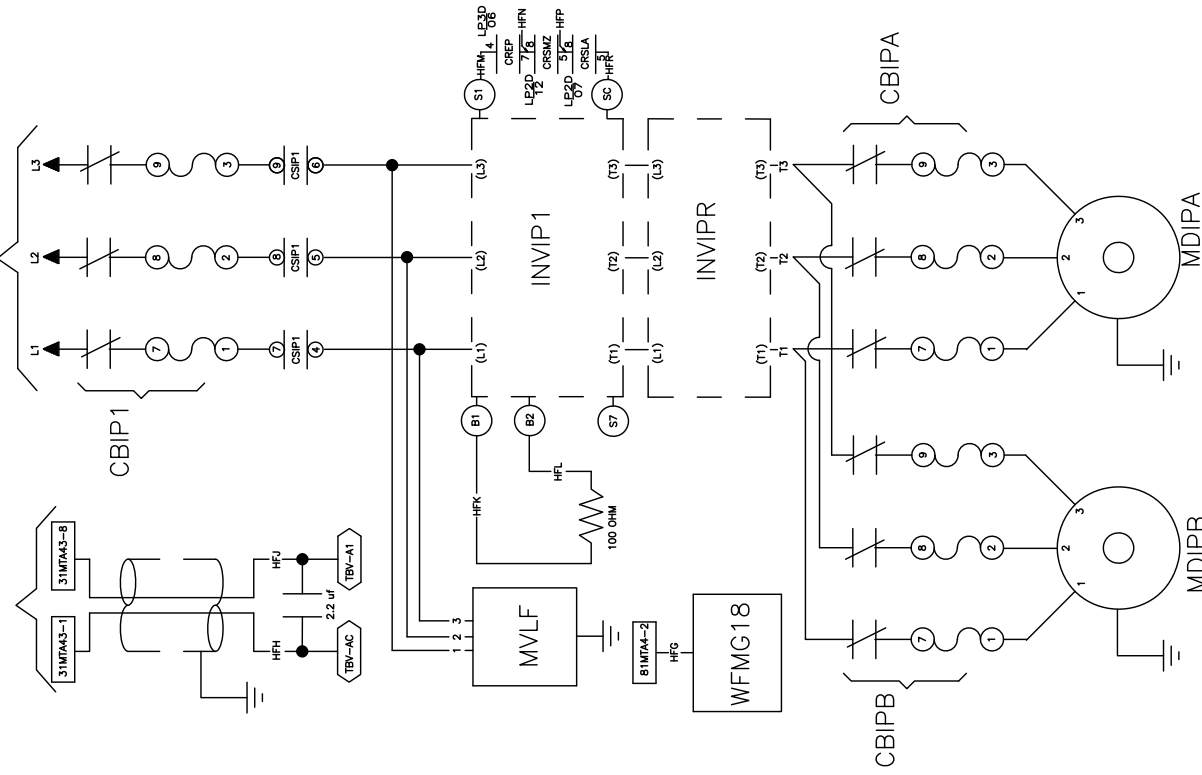 L1
L2
L3
7
8
9
1
2
3
7
8
9
CSIP1
CSIP1
CSIP1
4
5
6
CBIP1
31MTA43-1
31MTA43-8
HFH
HFJ
2.2 uf
TBV-AC
TBV-A1
S1
HFM
LP3D
06
4
CREP
7
8
HFN
LP2D
12
CRSMZ
5
8
HFP
LP2D
07
CRSLA
5
HFR
SC
(L1)
(L2)
(L3)
INVIP1
B1
B2
S7
HFK
HFL
100 OHM
(T1)
(T2)
(T3)
(L1)
(L2)
(L3)
INVIPR
(T1)
(T2)
(T3)
T1
T2
T3
1
2
3
MVLF
81MTA4-2
HFG
WFMG18
CBIPA
7
8
9
1
2
3
1
2
3
MDIPA
CBIPB
7
8
9
1
2
3
1
2
3
MDIPB